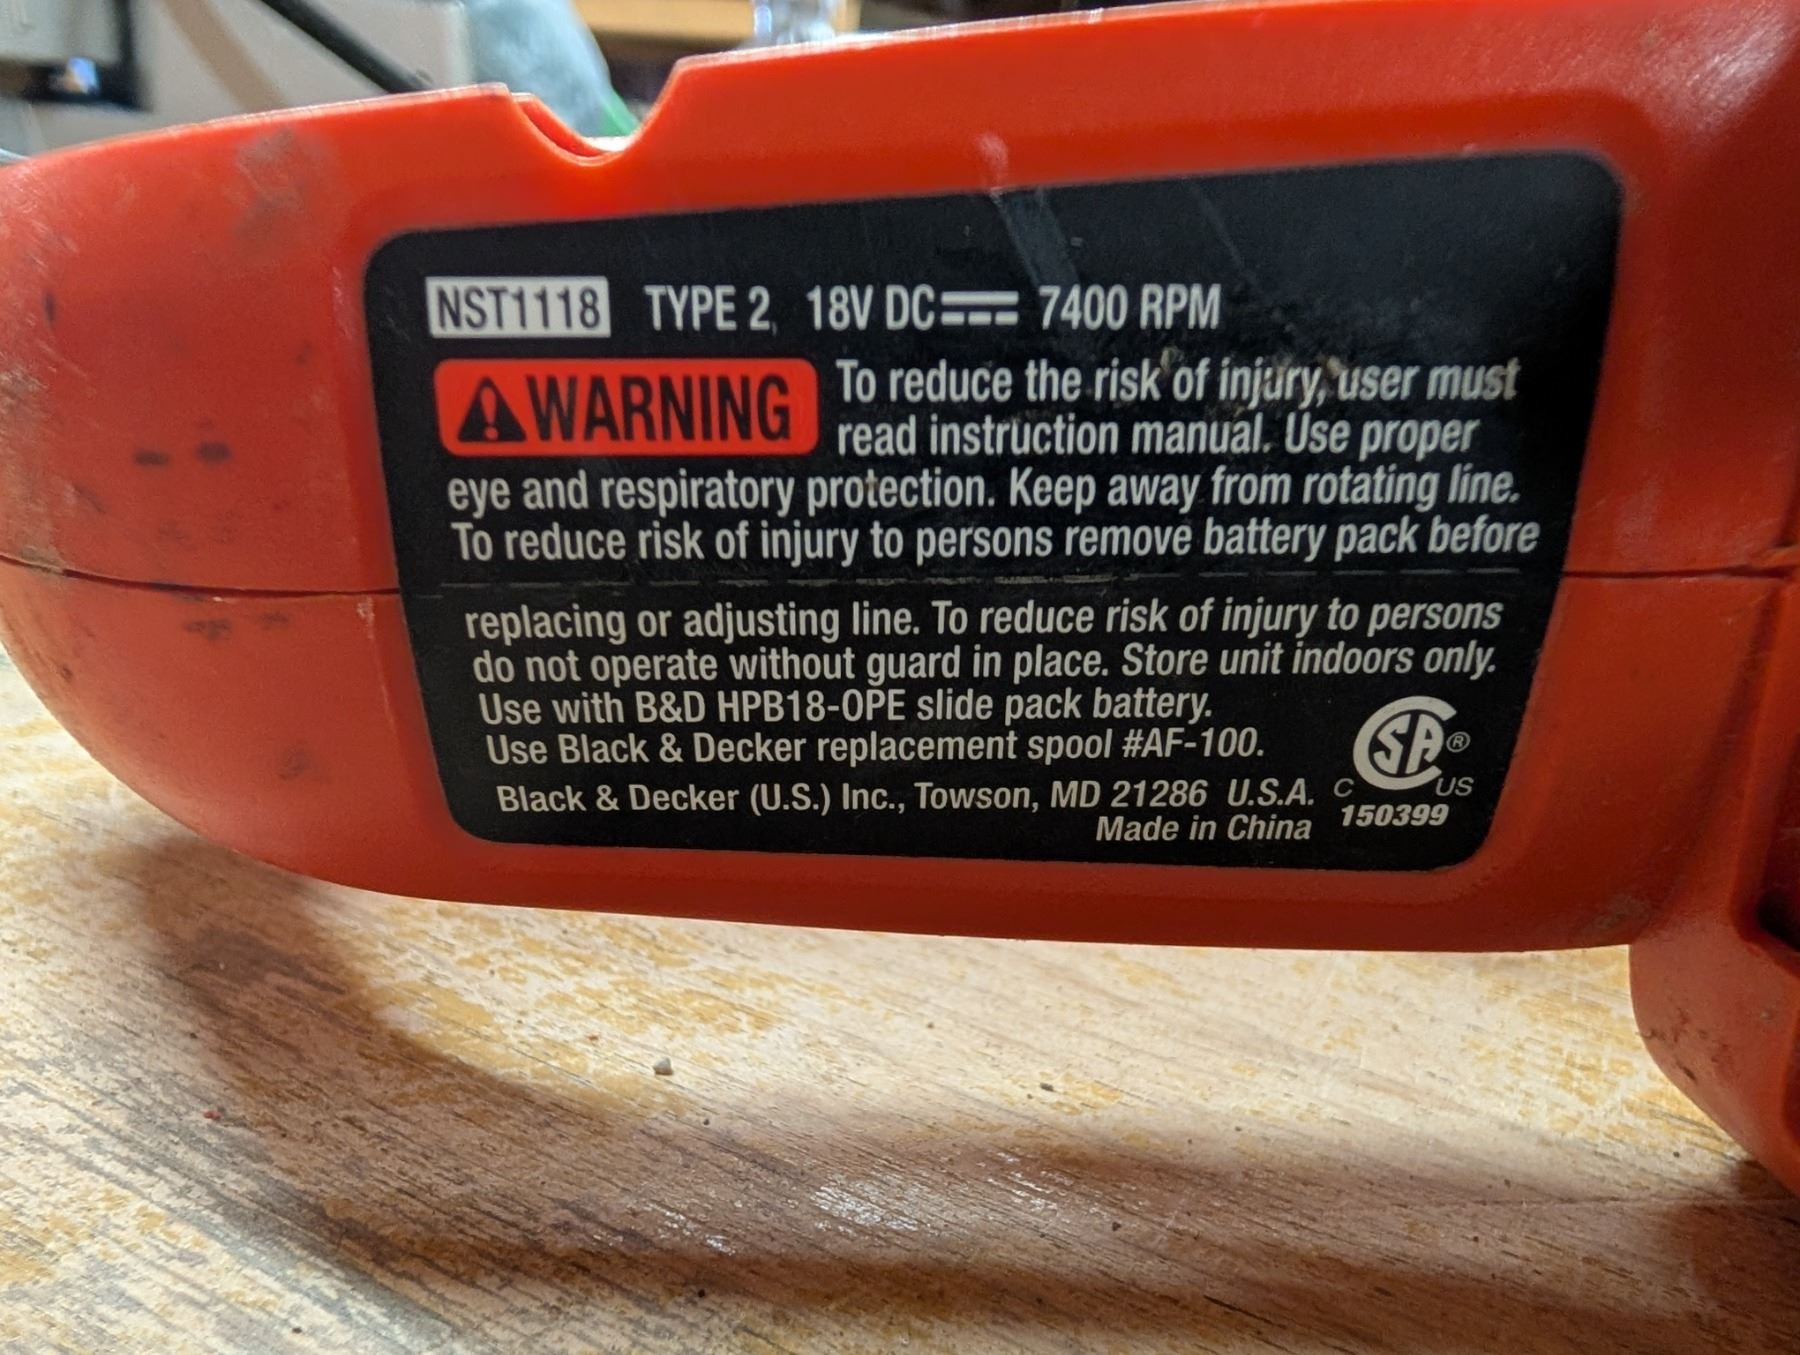 NST1118 TYPE 2 18V DC 7400 RPM
WARNING To reduce the risk of injury, user must
read instruction manual. Use proper
eye and respiratory protection. Keep away from rotating line.
To reduce risk of injury to persons remove battery pack before
replacing or adjusting line. To reduce risk of injury to persons
do not operate without guard in place. Store unit indoors only.
Use with B&D HPB18-OPE slide pack battery.
Use Black & Decker replacement spool #AF-100.
Black & Decker (U.S.) Inc., Towson, MD 21286 U.S.A.
Made in China
CSA®
C US
150399